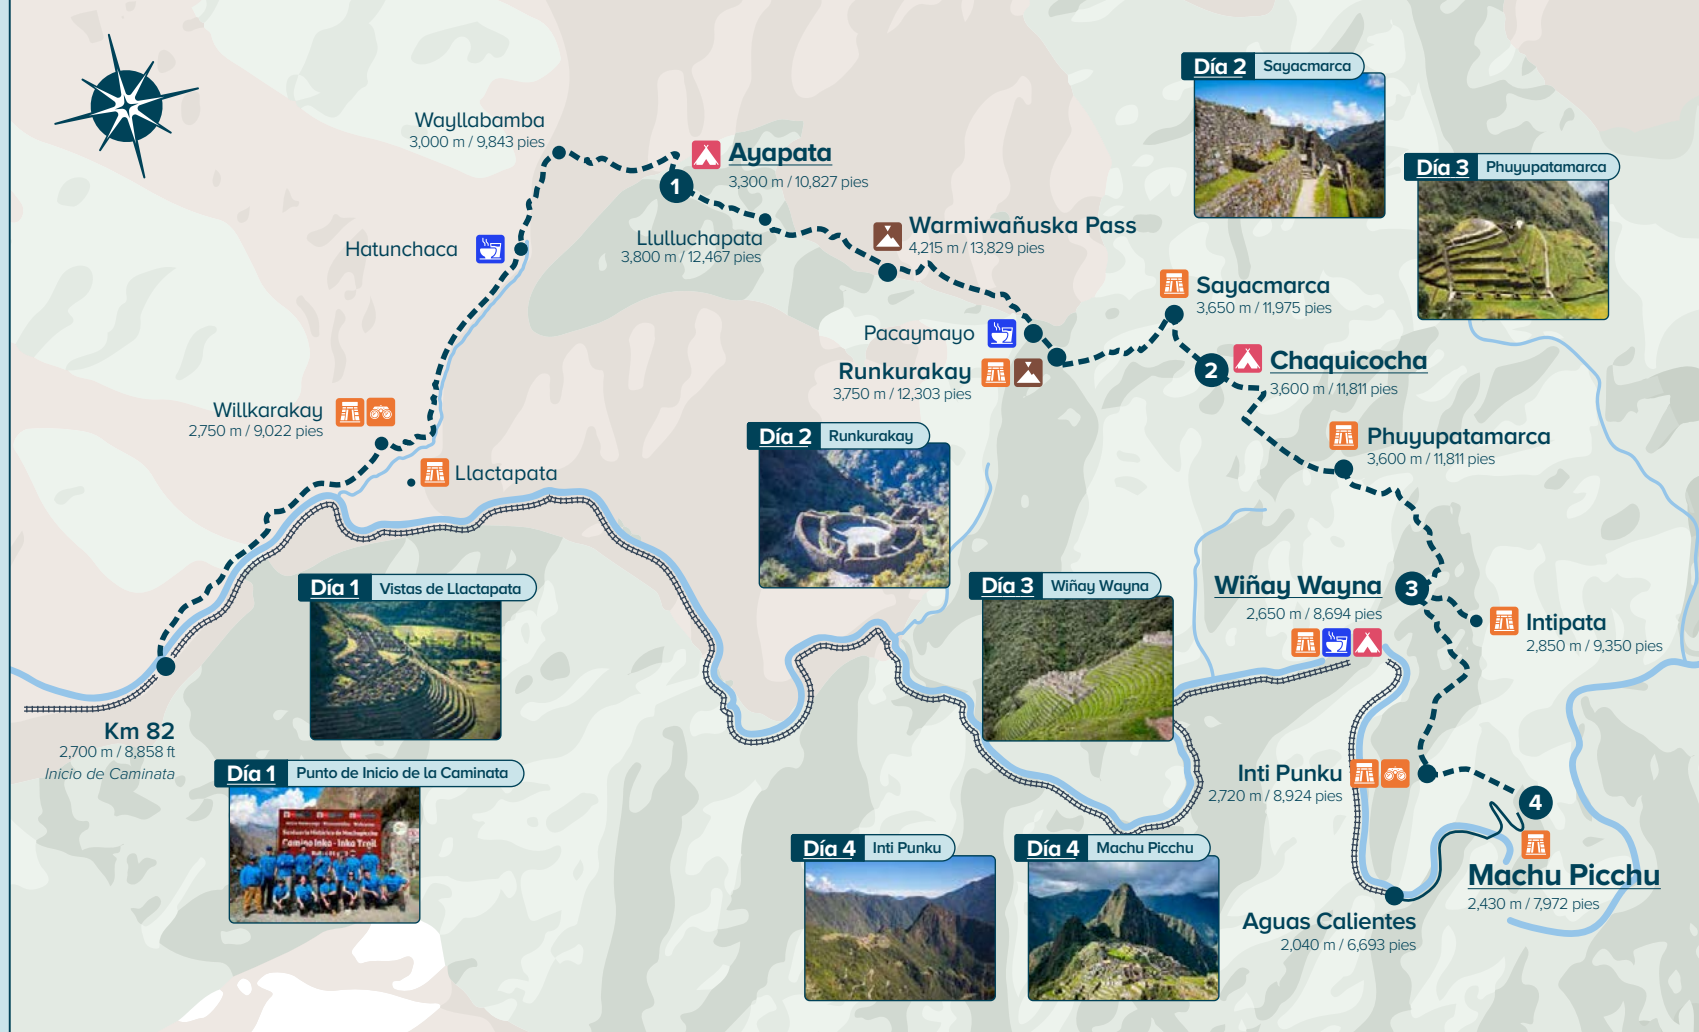 Día 2 Sayacmarca
Wayllabamba
3,000 m / 9,843 pies
Ayapata
3,300 m / 10,827 pies
1
Día 3 Phuyupatamarca
Llulluchapata
3,800 m / 12,467 pies
Warmiwañuska Pass
4,215 m / 13,829 pies
Hatunchaca
Sayacmarca
3,650 m / 11,975 pies
Pacaymayo
Runkurakay
3,750 m / 12,303 pies
2
Chaquicocha
3,600 m / 11,811 pies
Willkarakay
2,750 m / 9,022 pies
Día 2 Runkurakay
Phuyupatamarca
3,600 m / 11,811 pies
Llactapata
Día 1 Vistas de Llactapata
Día 3 Wiñay Wayna
Wiñay Wayna
2,650 m / 8,694 pies
3
Intipata
2,850 m / 9,350 pies
Km 82
2,700 m / 8,858 ft
Inicio de Caminata
Día 1 Punto de Inicio de la Caminata
Santuario Histórico de Machupicchu
Camino Inka - Inka Trail
Inti Punku
2,720 m / 8,924 pies
4
Machu Picchu
2,430 m / 7,972 pies
Día 4 Inti Punku
Día 4 Machu Picchu
Aguas Calientes
2,040 m / 6,693 pies